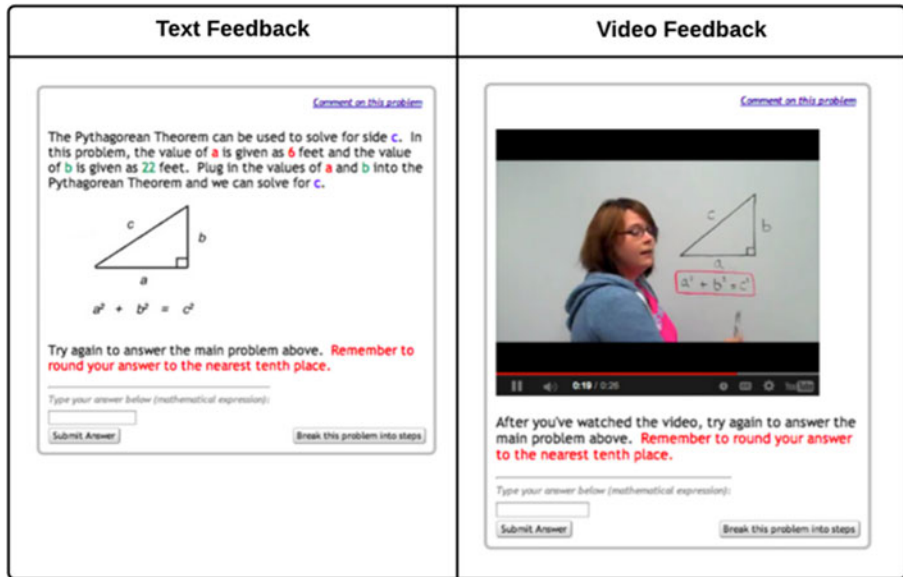 Text Feedback
Comment on this problem
The Pythagorean Theorem can be used to solve for side c. In
this problem, the value of a is given as 6 feet and the value
of b is given as 22 feet. Plug in the values of a and b into the
Pythagorean Theorem and we can solve for c.
c
b
a
a² + b² = c²
Try again to answer the main problem above. Remember to
round your answer to the nearest tenth place.
Type your answer below (mathematical expression):
Submit Answer
Break this problem into steps
Video Feedback
Comment on this problem
c
b
a
a² + b² = c²
0:19 / 0:26
YouTube
After you've watched the video, try again to answer the
main problem above. Remember to round your answer
to the nearest tenth place.
Type your answer below (mathematical expression):
Submit Answer
Break this problem into steps